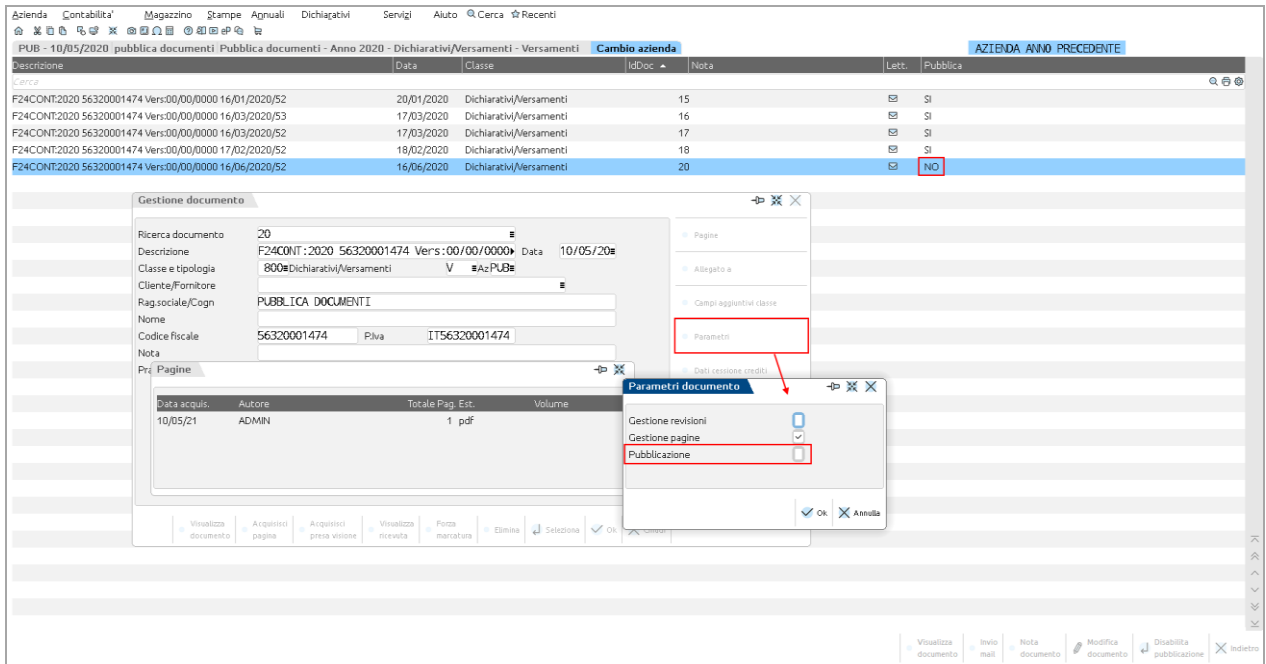 Azienda Contabilita' Magazzino Stampe Annuali Dichiarativi Servizi Aiuto Cerca Recenti
PUB - 10/05/2020 pubblica documenti Pubblica documenti - Anno 2020 - Dichiarativi/Versamenti - Versamenti Cambio azienda AZIENDA ANNO PRECEDENTE
Descrizione Data Classe IdDoc Nota Lett. Pubblica
Cerca
F24CONT:2020 56320001474 Vers:00/00/0000 16/01/2020/52 20/01/2020 Dichiarativi/Versamenti 15 SI
F24CONT:2020 56320001474 Vers:00/00/0000 16/03/2020/53 17/03/2020 Dichiarativi/Versamenti 16 SI
F24CONT:2020 56320001474 Vers:00/00/0000 16/03/2020/52 17/03/2020 Dichiarativi/Versamenti 17 SI
F24CONT:2020 56320001474 Vers:00/00/0000 17/02/2020/52 18/02/2020 Dichiarativi/Versamenti 18 SI
F24CONT:2020 56320001474 Vers:00/00/0000 16/06/2020/52 16/06/2020 Dichiarativi/Versamenti 20 NO
Gestione documento
Ricerca documento 20
Descrizione F24CONT:2020 56320001474 Vers:00/00/0000 Data 10/05/20
Classe e tipologia 800 Dichiarativi/Versamenti V Az PUB
Cliente/Fornitore
Rag.sociale/Cogn PUBBLICA DOCUMENTI
Nome
Codice fiscale 56320001474 P.Iva IT56320001474
Nota
Pra
Pagine
Allegato a
Campi aggiuntivi classe
Parametri
Dati cessione crediti
Pagine
Data acquis. Autore Totale Pag. Est. Volume
10/05/21 ADMIN 1 pdf
Parametri documento
Gestione revisioni
Gestione pagine
Pubblicazione
Ok Annulla
Visualizza documento Acquisisci pagina Acquisisci presa visione Visualizza ricevuta Forza marcatura Elimina Seleziona Ok
Visualizza documento Invio mail Nota documento Modifica documento Disabilita pubblicazione Indietro